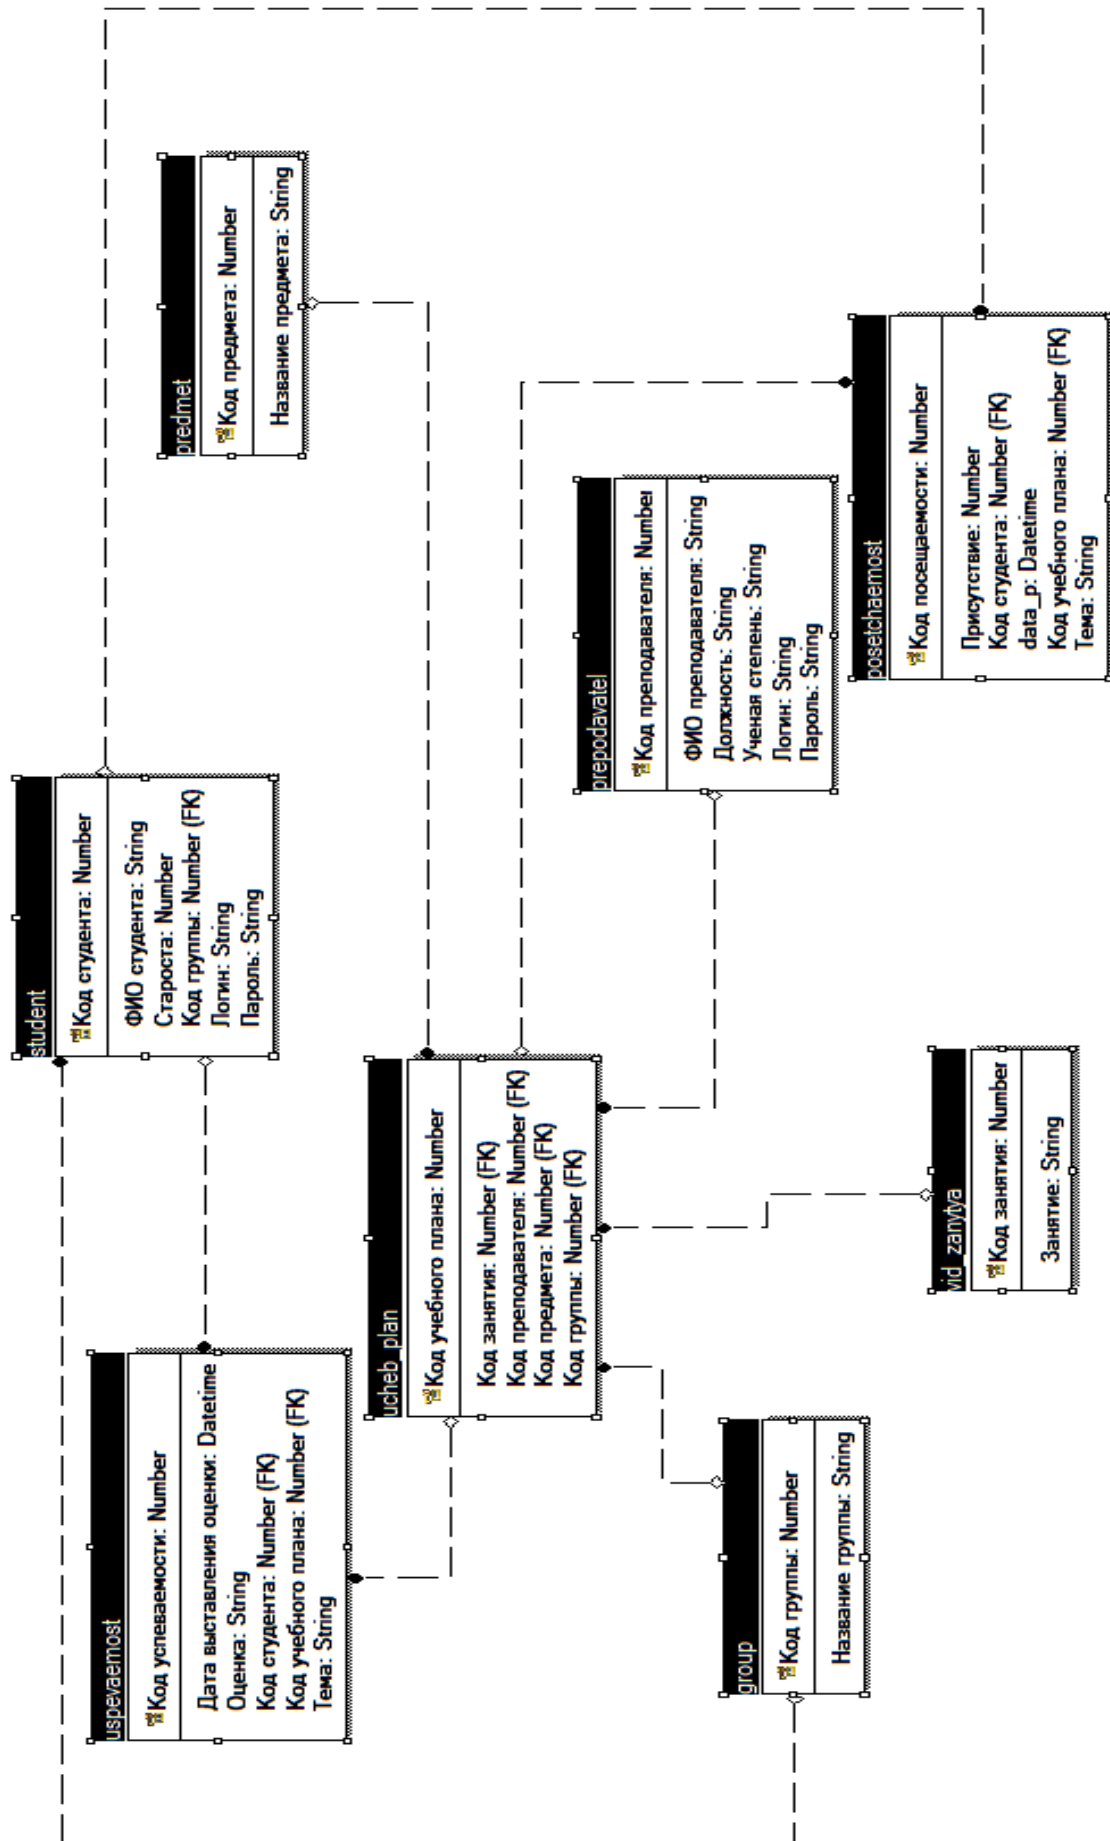 uspevaemost
Код успеваемости: Number
Дата выставления оценки: Datetime
Оценка: String
Код студента: Number (FK)
Код учебного плана: Number (FK)
Тема: String
student
Код студента: Number
ФИО студента: String
Староста: Number
Код группы: Number (FK)
Логин: String
Пароль: String
predmet
Код предмета: Number
Название предмета: String
ucheb_plan
Код учебного плана: Number
Код занятия: Number (FK)
Код преподавателя: Number (FK)
Код предмета: Number (FK)
Код группы: Number (FK)
prepodavatel
Код преподавателя: Number
ФИО преподавателя: String
Должность: String
Ученая степень: String
Логин: String
Пароль: String
group
Код группы: Number
Название группы: String
vid_zanytya
Код занятия: Number
Занятие: String
posetchaemost
Код посещаемости: Number
Присутствие: Number
Код студента: Number (FK)
data_p: Datetime
Код учебного плана: Number (FK)
Тема: String